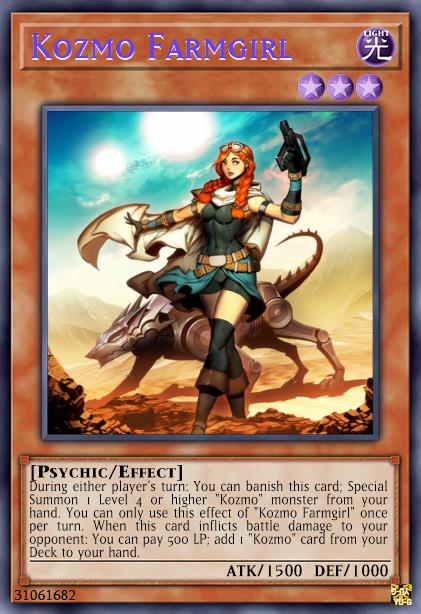 Kozmo Farmgirl
LIGHT
光
[Psychic/Effect]
During either player's turn: You can banish this card; Special
Summon 1 Level 4 or higher "Kozmo" monster from your
hand. You can only use this effect of "Kozmo Farmgirl" once
per turn. When this card inflicts battle damage to your
opponent: You can pay 500 LP; add 1 "Kozmo" card from your
Deck to your hand.
ATK/1500 DEF/1000
31061682